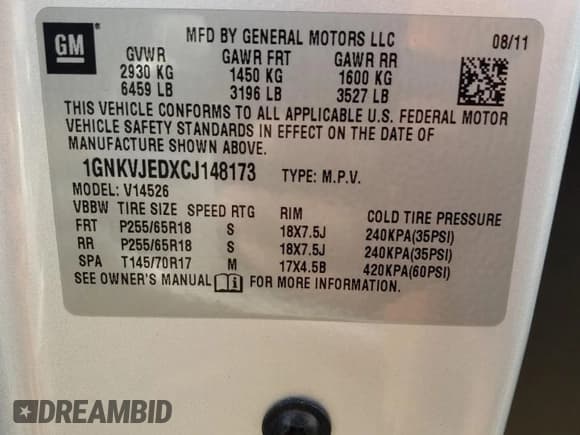 GM
MFD BY GENERAL MOTORS LLC 08/11
GVWR GAWR FRT GAWR RR
2930 KG 1450 KG 1600 KG
6459 LB 3196 LB 3527 LB
THIS VEHICLE CONFORMS TO ALL APPLICABLE U.S. FEDERAL MOTOR
VEHICLE SAFETY STANDARDS IN EFFECT ON THE DATE OF
MANUFACTURE SHOWN ABOVE.
1GNKVJEDXCJ148173 TYPE: M.P.V.
MODEL: V14526
VBBW TIRE SIZE SPEED RTG RIM COLD TIRE PRESSURE
FRT P255/65R18 S 18X7.5J 240KPA(35PSI)
RR P255/65R18 S 18X7.5J 240KPA(35PSI)
SPA T145/70R17 M 17X4.5B 420KPA(60PSI)
SEE OWNER'S MANUAL i FOR MORE INFORMATION.
DREAMBID